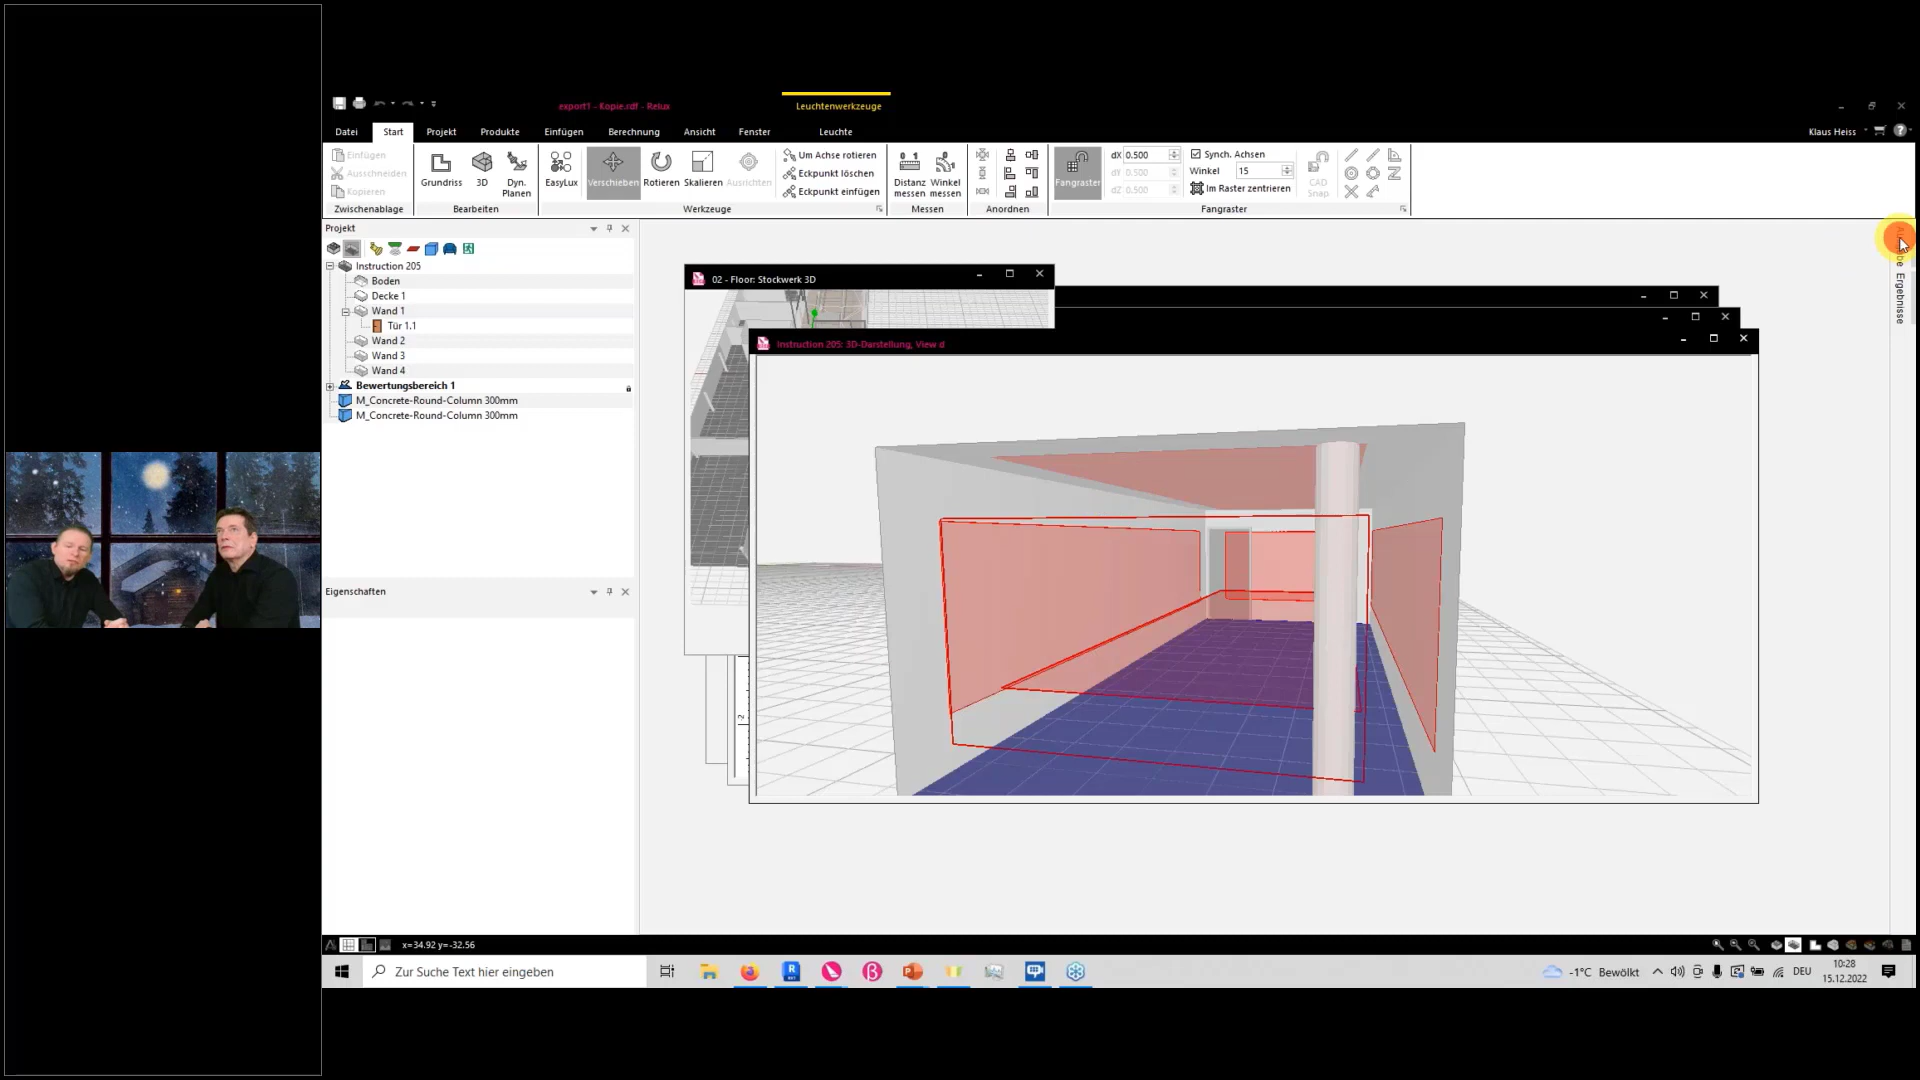 export1 - Kopie.rdf - Relux
Leuchtenwerkzeuge
Datei Start Projekt Produkte Einfügen Berechnung Ansicht Fenster Leuchte
Klaus Heiss
Einfügen
Ausschneiden
Kopieren
Zwischenablage
Grundriss 3D Dyn. Planen
Bearbeiten
EasyLux Verschieben Rotieren Skalieren Ausrichten
Um Achse rotieren
Eckpunkt löschen
Eckpunkt einfügen
Werkzeuge
Distanz messen Winkel messen
Messen
Anordnen
Fangraster
dX 0.500
dY 0.500
dZ 0.500
Synch. Achsen
Winkel 15
Im Raster zentrieren
CAD Snap
Fangraster
Projekt
Instruction 205
Boden
Decke 1
Wand 1
Tür 1.1
Wand 2
Wand 3
Wand 4
Bewertungsbereich 1
M_Concrete-Round-Column 300mm
M_Concrete-Round-Column 300mm
Eigenschaften
02 - Floor: Stockwerk 3D
Instruction 205: 3D-Darstellung, View d
-2
Ergebnisse
x=34.92 y=-32.56
Zur Suche Text hier eingeben
-1°C Bewölkt
DEU
10:28
15.12.2022